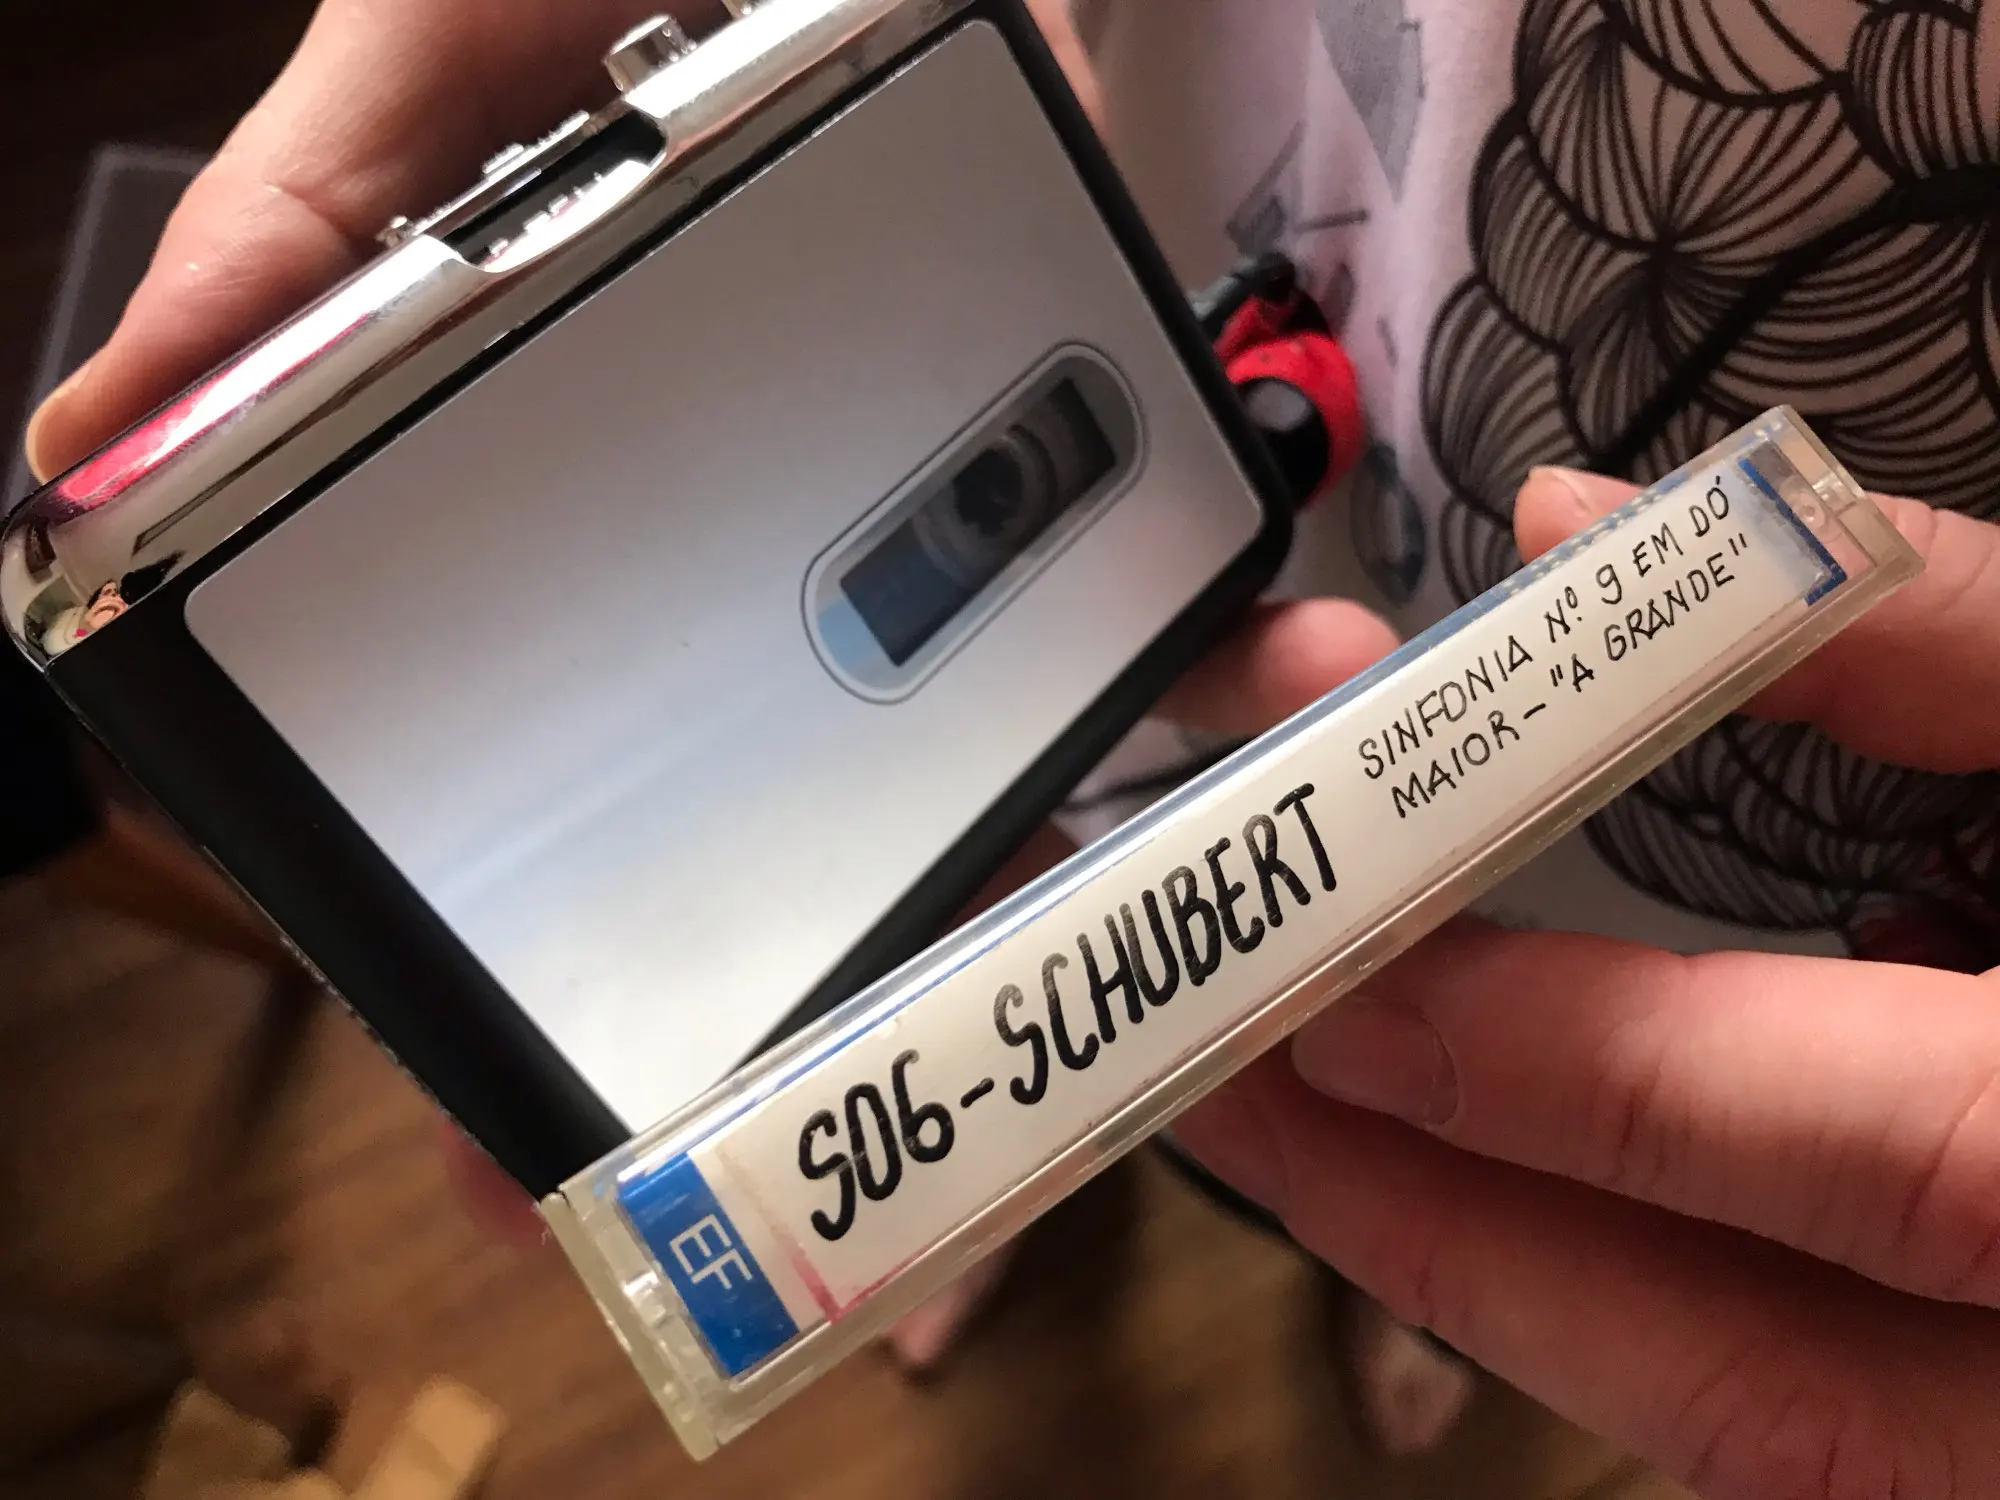 EF
S06-SCHUBERT
SINFONIA Nº. 9 EM DÓ
MAIOR - "A GRANDE"